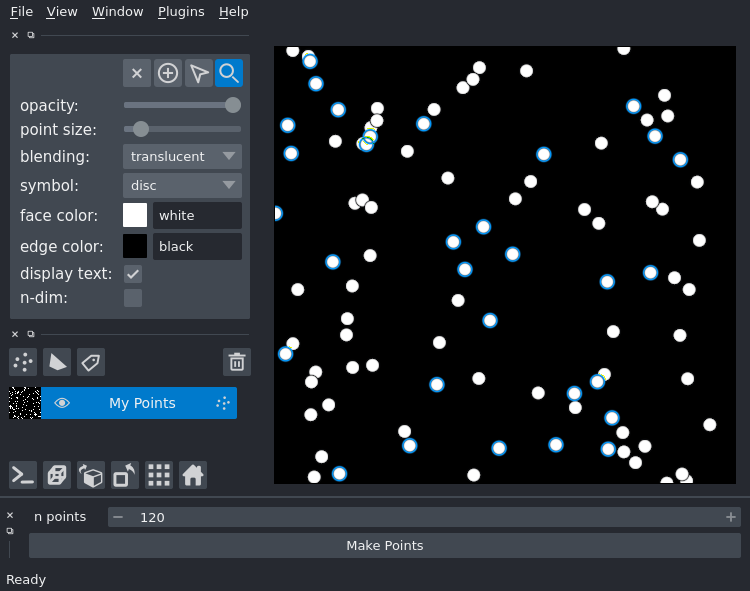 File View Window Plugins Help
opacity:
point size:
blending: translucent
symbol: disc
face color: white
edge color: black
display text:
n-dim:
My Points
n points 120
Make Points
Ready